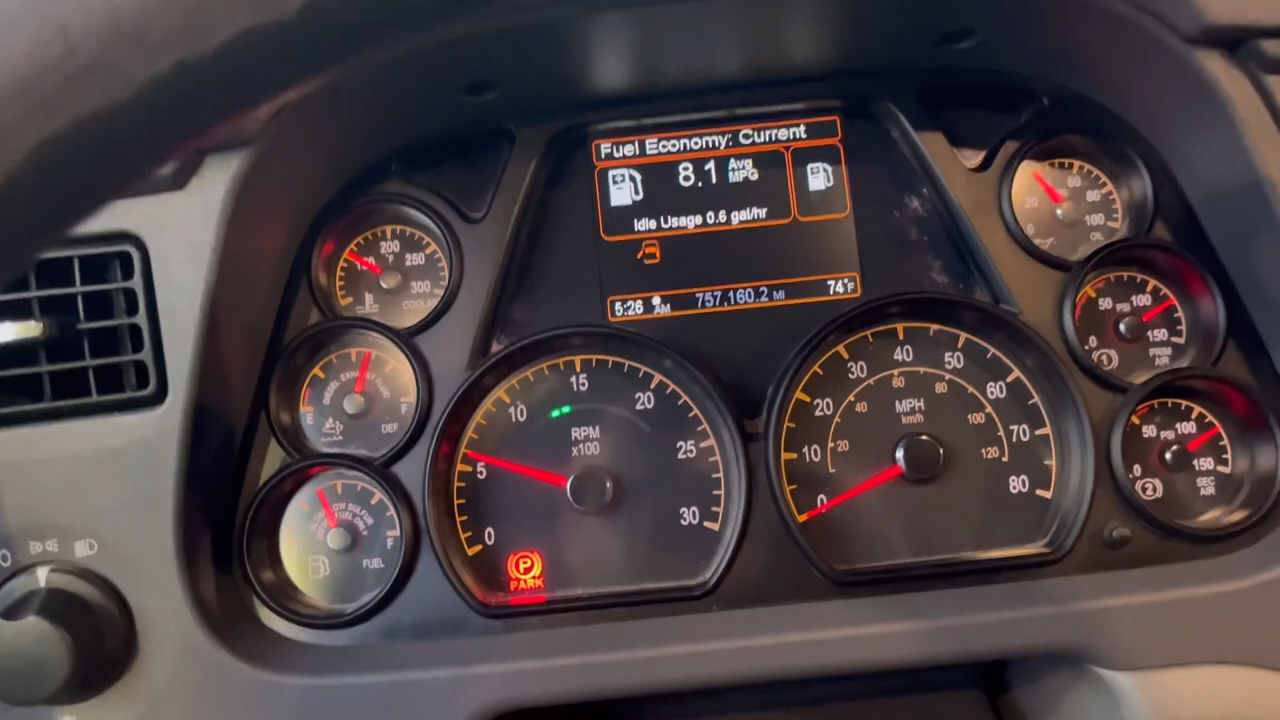 Fuel Economy: Current
8.1 Avg MPG
Idle Usage 0.6 gal/hr
5:26 AM 757,160.2 MI 74°F
200
°F
250
300
DIESEL EXHAUST FLUID
E
F
DEF
F
FUEL
0
5
10
15
20
25
30
RPM
x100
P
PARK
0
10
20
30
40
50
60
70
80
MPH
km/h
20
40
60
80
100
120
0
20
60
80
100
OIL
0
50
PSI
100
150
1
PRIM
AIR
0
50
PSI
100
150
2
SEC
AIR